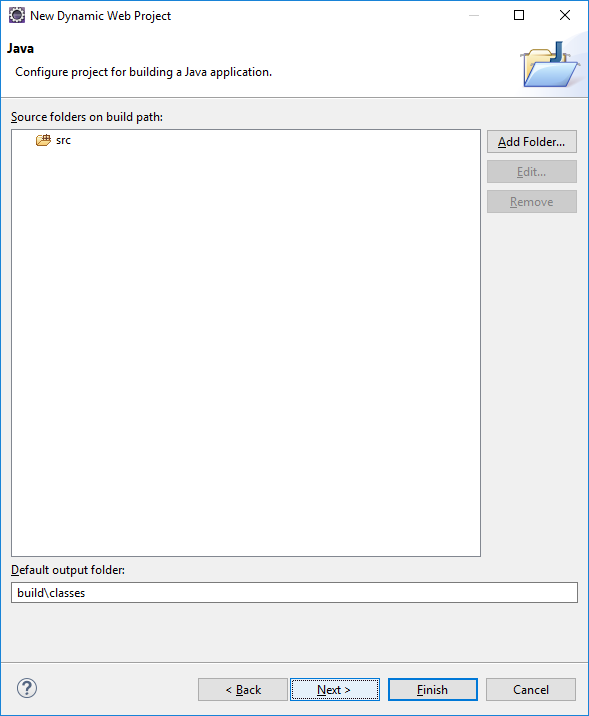 New Dynamic Web Project
Java
Configure project for building a Java application.
Source folders on build path:
src
Add Folder...
Edit...
Remove
Default output folder:
build\classes
?
< Back
Next >
Finish
Cancel